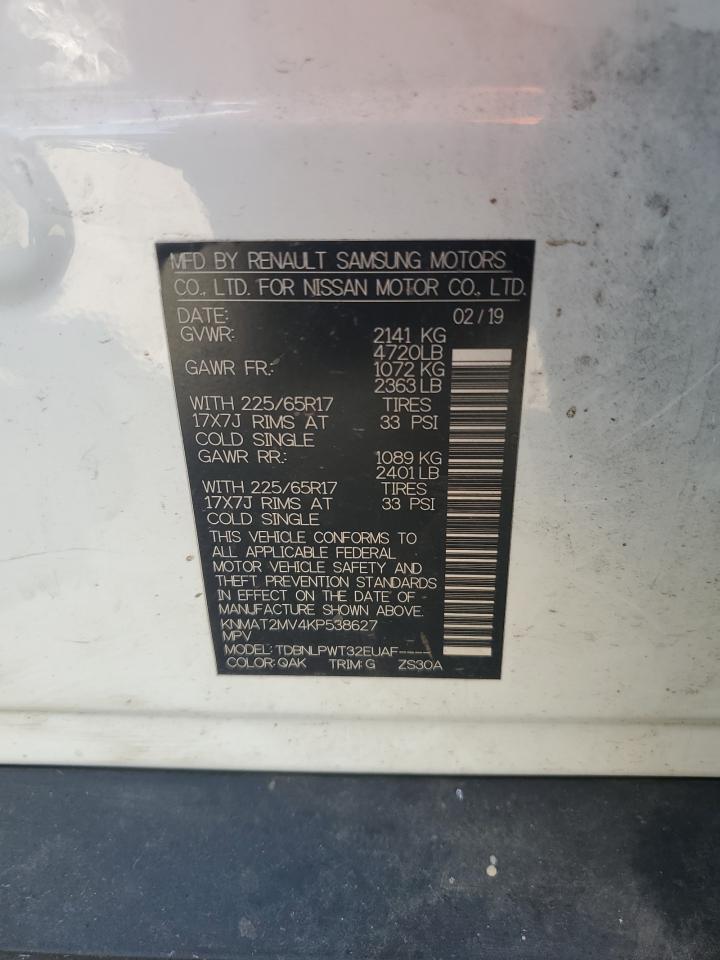 MFD BY RENAULT SAMSUNG MOTORS
CO., LTD. FOR NISSAN MOTOR CO., LTD.
DATE: 02/19
GVWR: 2141 KG
4720LB
GAWR FR: 1072 KG
2363 LB
WITH 225/65R17 TIRES
17X7J RIMS AT 33 PSI
COLD SINGLE
GAWR RR: 1089 KG
2401 LB
WITH 225/65R17 TIRES
17X7J RIMS AT 33 PSI
COLD SINGLE
THIS VEHICLE CONFORMS TO
ALL APPLICABLE FEDERAL
MOTOR VEHICLE SAFETY AND
THEFT PREVENTION STANDARDS
IN EFFECT ON THE DATE OF
MANUFACTURE SHOWN ABOVE.
KNMAT2MV4KP538627
MPV
MODEL: TDBNLPWT32EUAF----
COLOR: QAK TRIM: G ZS30A